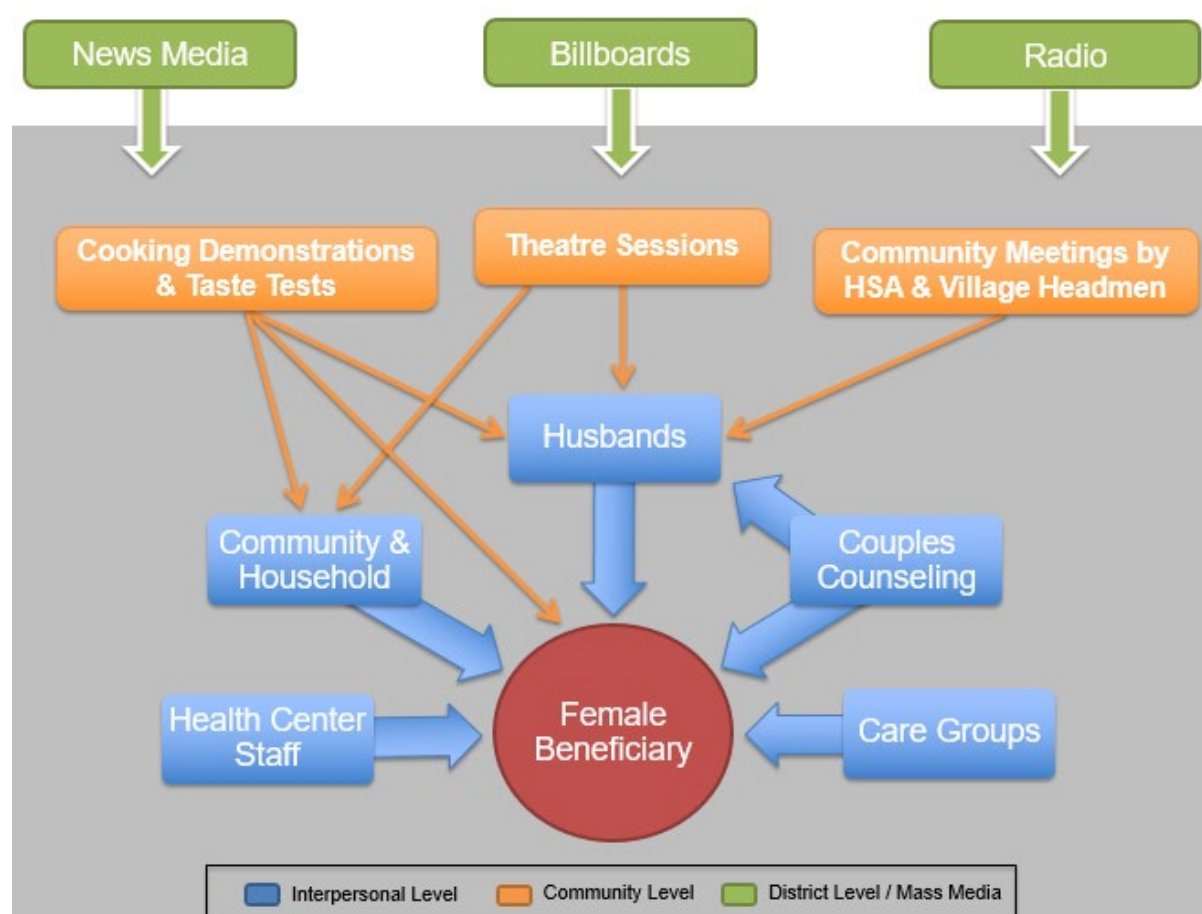 News Media
Billboards
Radio
Cooking Demonstrations
& Taste Tests
Theatre Sessions
Community Meetings by
HSA & Village Headmen
Husbands
Community &
Household
Couples
Counseling
Health Center
Staff
Female
Beneficiary
Care Groups
Interpersonal Level
Community Level
District Level / Mass Media